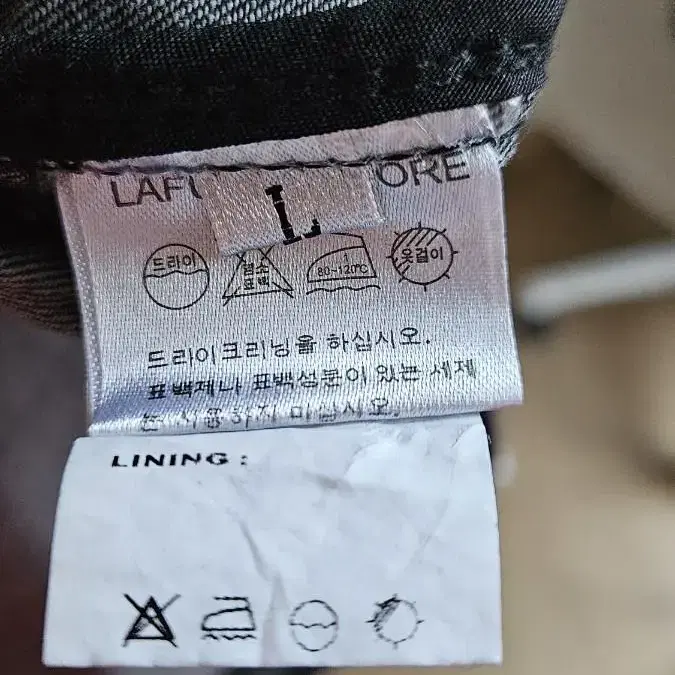 LAFU ORE
L
드라이 염소 표백 80~120℃ 옷걸이
드라이크리닝을 하십시오.
표백제나 표백성분이 있는 세제
는 사용하지 마십시오.
LINING :